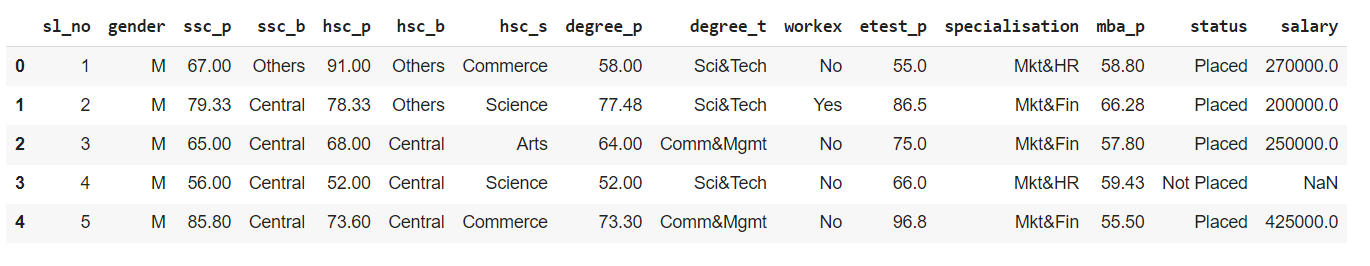 sl_no gender ssc_p ssc_b hsc_p hsc_b hsc_s degree_p degree_t workex etest_p specialisation mba_p status salary
0 1 M 67.00 Others 91.00 Others Commerce 58.00 Sci&Tech No 55.0 Mkt&HR 58.80 Placed 270000.0
1 2 M 79.33 Central 78.33 Others Science 77.48 Sci&Tech Yes 86.5 Mkt&Fin 66.28 Placed 200000.0
2 3 M 65.00 Central 68.00 Central Arts 64.00 Comm&Mgmt No 75.0 Mkt&Fin 57.80 Placed 250000.0
3 4 M 56.00 Central 52.00 Central Science 52.00 Sci&Tech No 66.0 Mkt&HR 59.43 Not Placed NaN
4 5 M 85.80 Central 73.60 Central Commerce 73.30 Comm&Mgmt No 96.8 Mkt&Fin 55.50 Placed 425000.0